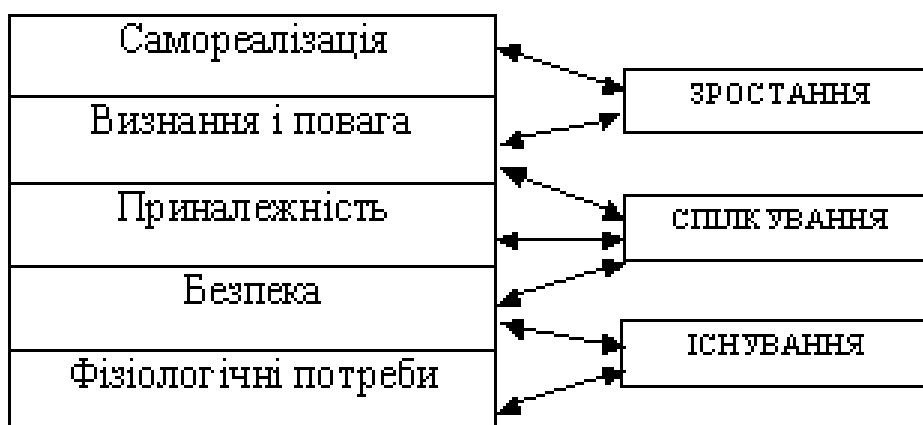 Самореалізація
Визнання і повага
Приналежність
Безпека
Фізіологічні потреби
ЗРОСТАННЯ
СПІЛКУВАННЯ
ІСНУВАННЯ